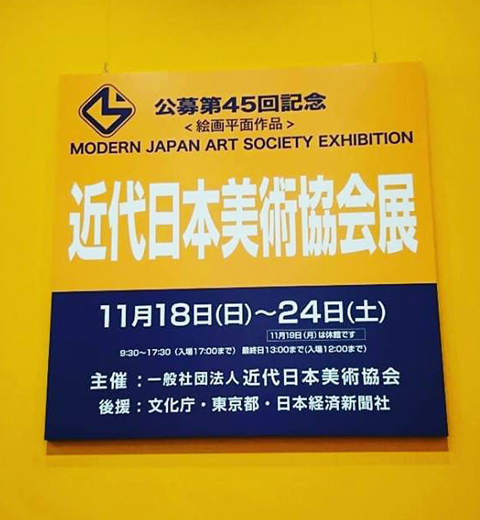 公募第45回記念
<絵画平面作品>
MODERN JAPAN ART SOCIETY EXHIBITION
近代日本美術協会展
11月18日(日)〜24日(土)
11月19日(月)は休館です
9:30〜17:30(入場17:00まで) 最終日13:00まで(入場12:00まで)
主催:一般社団法人 近代日本美術協会
後援:文化庁・東京都・日本経済新聞社